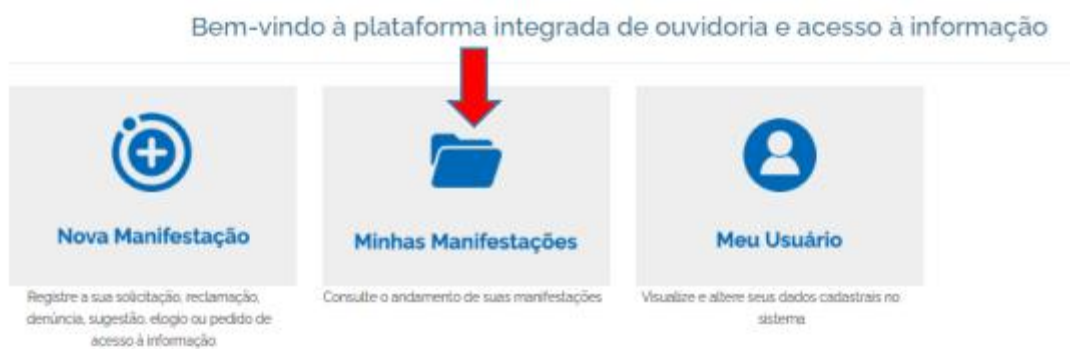 Bem-vindo à plataforma integrada de ouvidoria e acesso à informação
Nova Manifestação
Minhas Manifestações
Meu Usuário
Registre a sua solicitação, reclamação,
denúncia, sugestão, elogio ou pedido de
acesso à informação
Consulte o andamento de suas manifestações
Visualize e altere seus dados cadastrais no
sistema